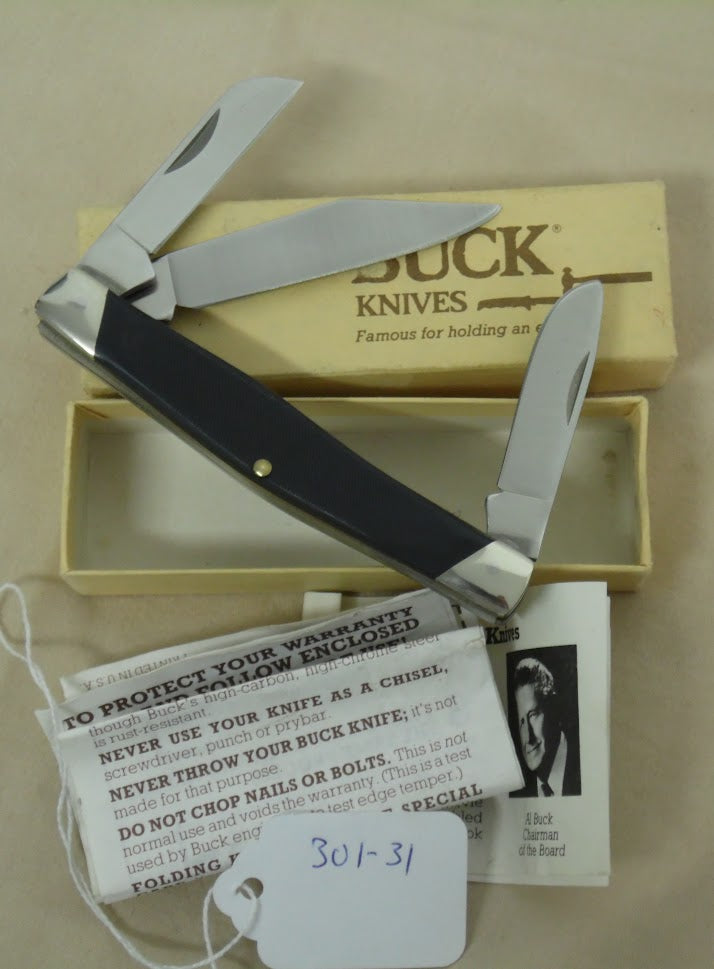 BUCK®
KNIVES
Famous for holding an
PRINTED IN U.S.A.
TO PROTECT YOUR WARRANTY
AND FOLLOW ENCLOSED
though Buck's high-carbon, high-chrome steel
is rust-resistant.
NEVER USE YOUR KNIFE AS A CHISEL,
screwdriver, punch or prybar.
NEVER THROW YOUR BUCK KNIFE; it's not
made for that purpose.
DO NOT CHOP NAILS OR BOLTS. This is not
normal use and voids the warranty. (This is a test
used by Buck to test edge temper.)
SPECIAL
FOLDING
Knives
Al Buck
Chairman
of the Board
301-31